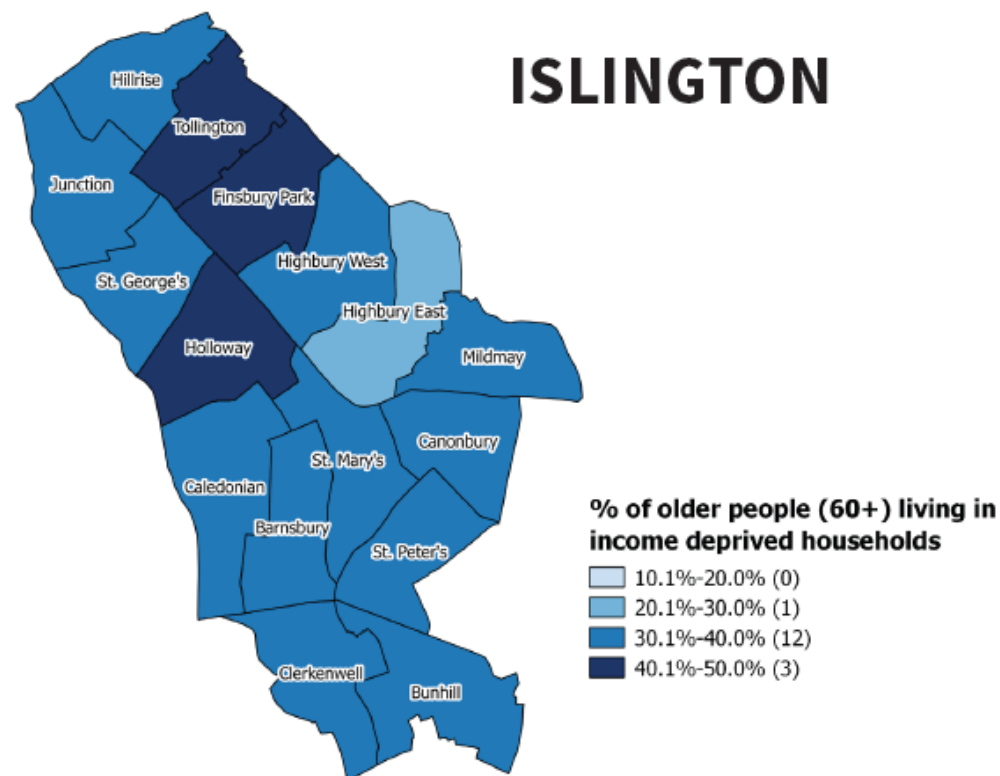 ISLINGTON
Hillrise
Tollington
Junction
Finsbury Park
Highbury West
St. George's
Highbury East
Holloway
Mildmay
Canonbury
St. Mary's
Caledonian
Barnsbury
St. Peter's
Clerkenwell
Bunhill
% of older people (60+) living in
income deprived households
10.1%-20.0% (0)
20.1%-30.0% (1)
30.1%-40.0% (12)
40.1%-50.0% (3)